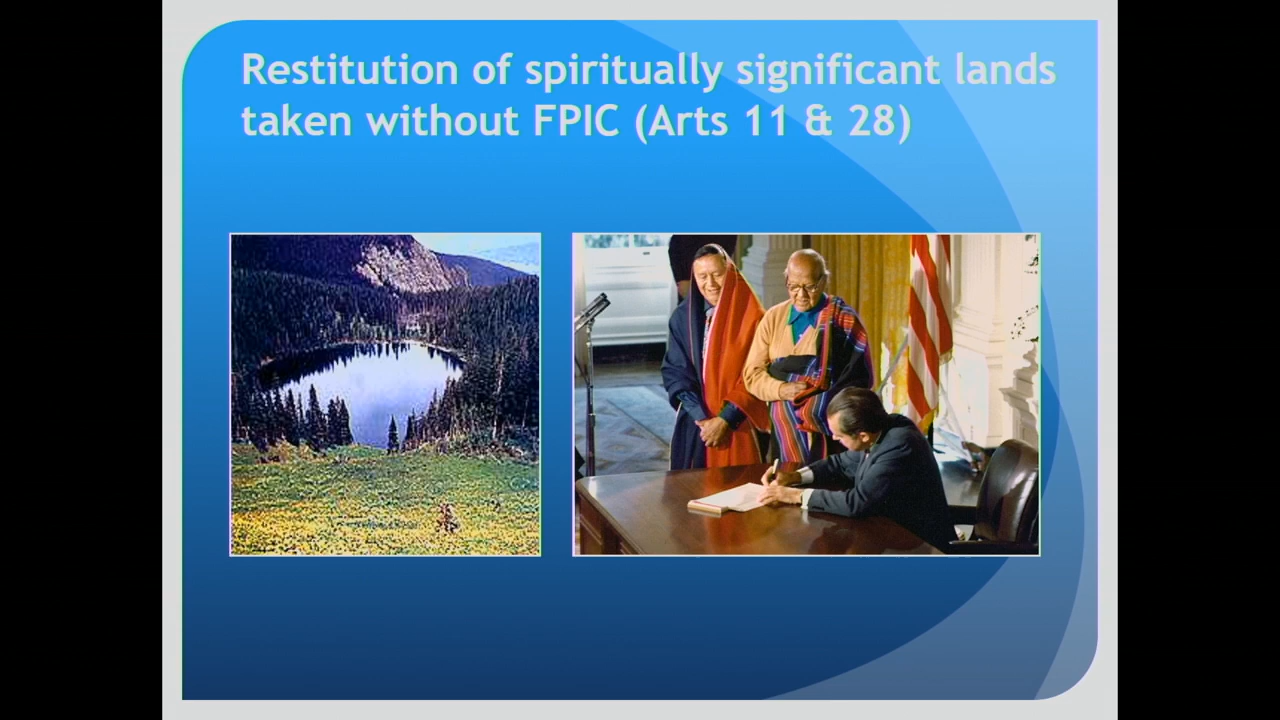 Restitution of spiritually significant lands
taken without FPIC (Arts 11 & 28)